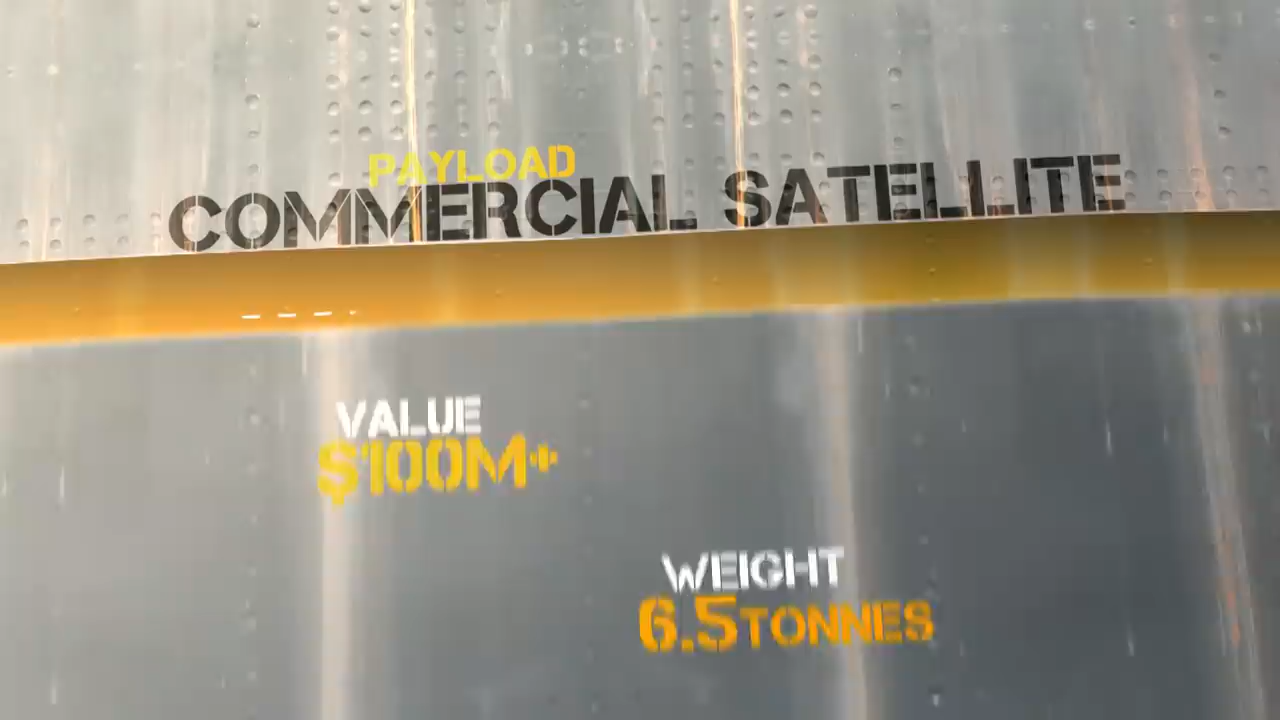 PAYLOAD
COMMERCIAL SATELLITE
VALUE
$100M+
WEIGHT
6.5TONNES